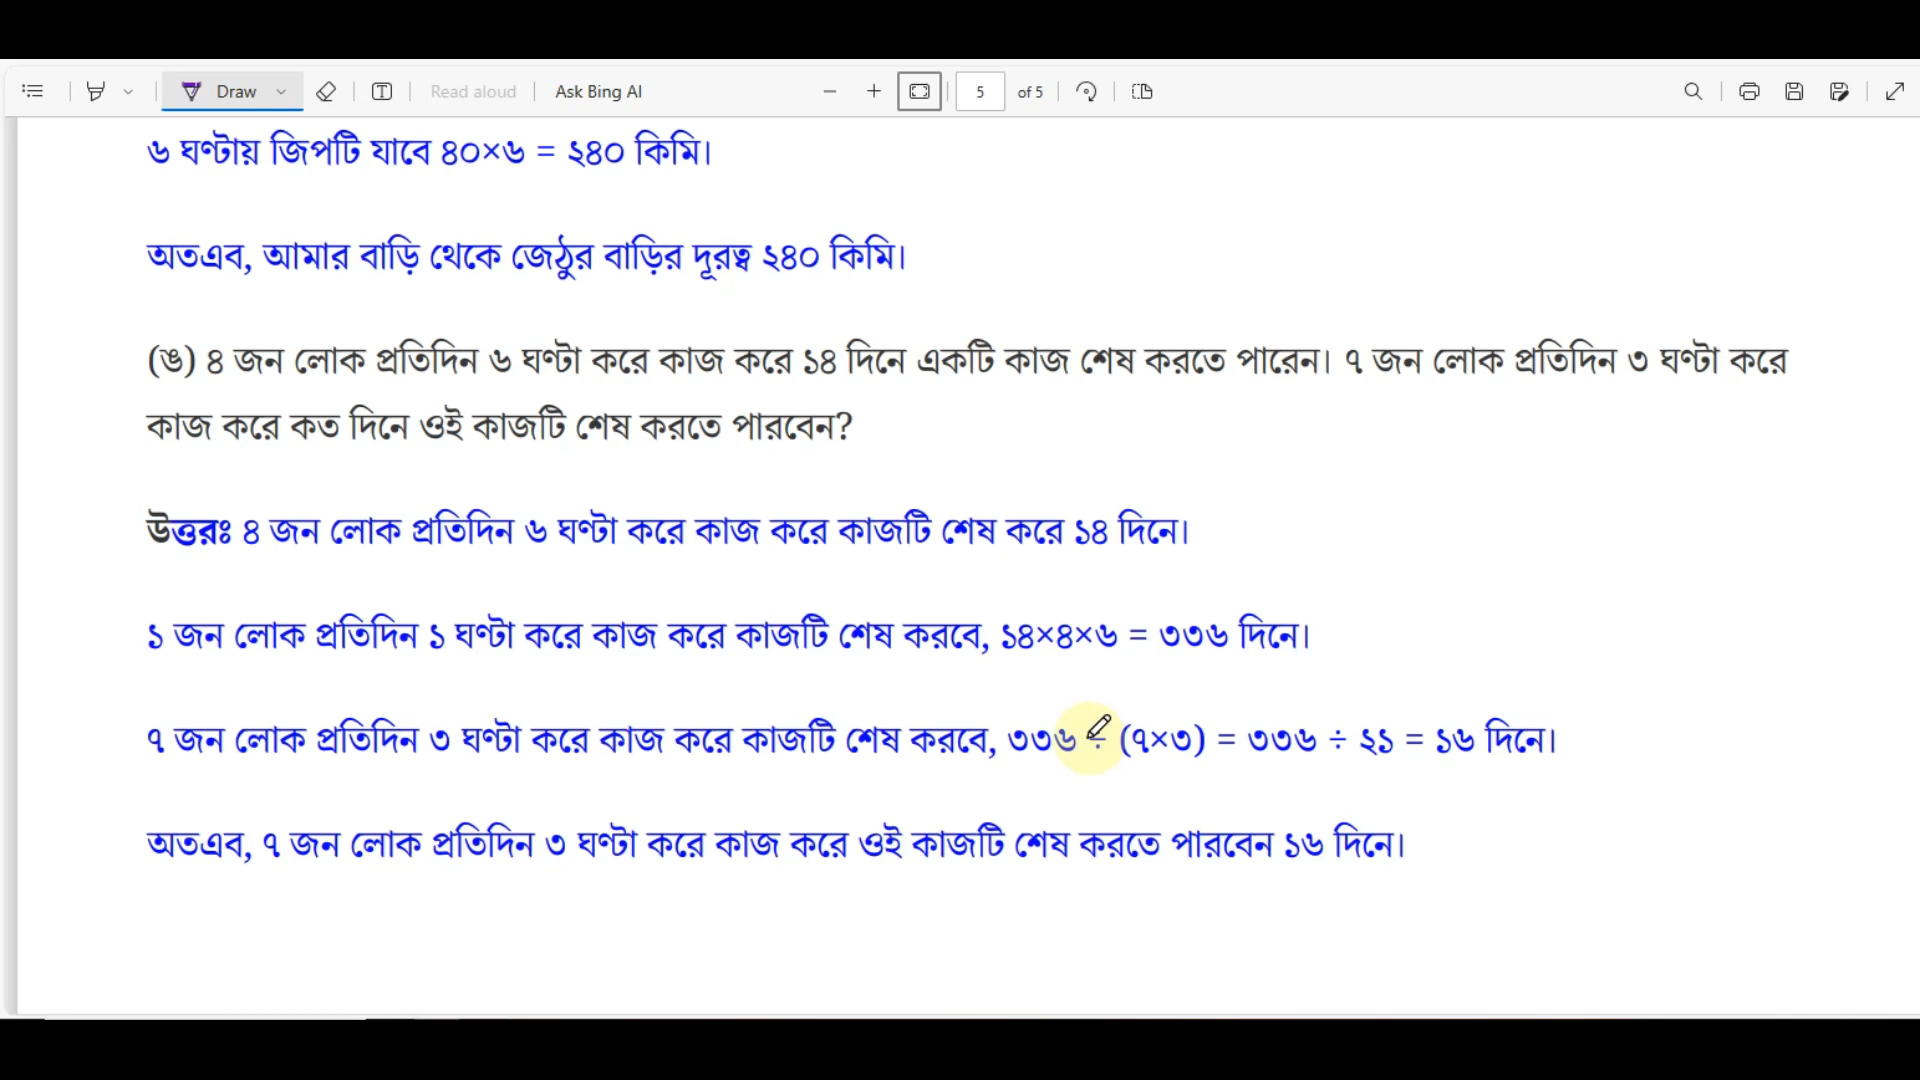 Draw
Read aloud
Ask Bing AI
5 of 5
৬ ঘণ্টায় জিপটি যাবে ৪০×৬ = ২৪০ কিমি।
অতএব, আমার বাড়ি থেকে জেঠুর বাড়ির দূরত্ব ২৪০ কিমি।
(ঙ) ৪ জন লোক প্রতিদিন ৬ ঘণ্টা করে কাজ করে ১৪ দিনে একটি কাজ শেষ করতে পারেন। ৭ জন লোক প্রতিদিন ৩ ঘণ্টা করে
কাজ করে কত দিনে ওই কাজটি শেষ করতে পারবেন?
উত্তরঃ ৪ জন লোক প্রতিদিন ৬ ঘণ্টা করে কাজ করে কাজটি শেষ করে ১৪ দিনে।
১ জন লোক প্রতিদিন ১ ঘণ্টা করে কাজ করে কাজটি শেষ করবে, ১৪×৪×৬ = ৩৩৬ দিনে।
৭ জন লোক প্রতিদিন ৩ ঘণ্টা করে কাজ করে কাজটি শেষ করবে, ৩৩৬ ÷ (৭×৩) = ৩৩৬ ÷ ২১ = ১৬ দিনে।
অতএব, ৭ জন লোক প্রতিদিন ৩ ঘণ্টা করে কাজ করে ওই কাজটি শেষ করতে পারবেন ১৬ দিনে।